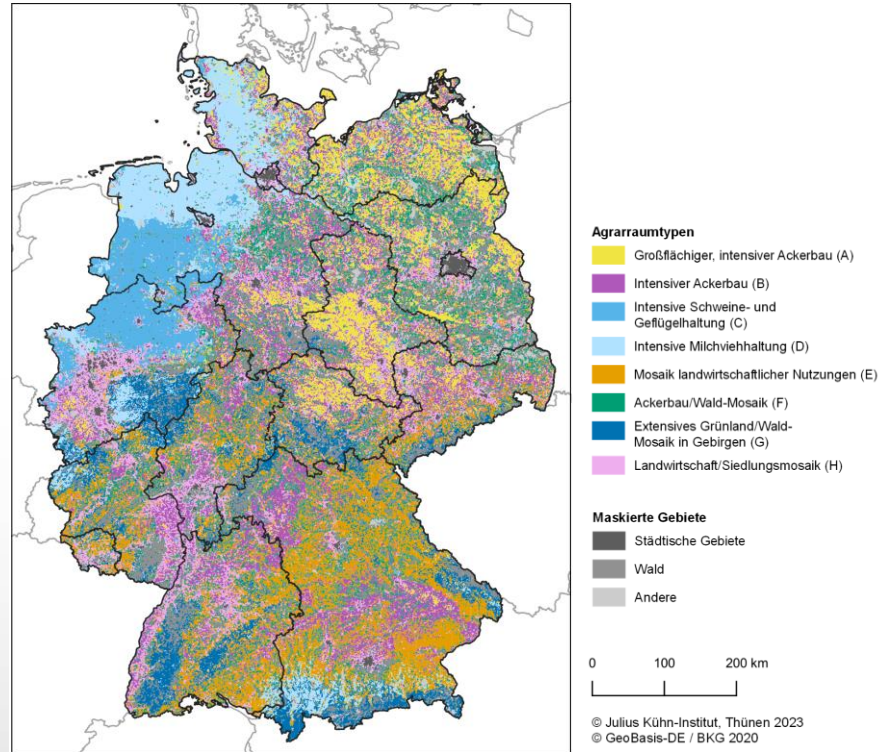 Agrarraumtypen
Großflächiger, intensiver Ackerbau (A)
Intensiver Ackerbau (B)
Intensive Schweine- und
Geflügelhaltung (C)
Intensive Milchviehhaltung (D)
Mosaik landwirtschaftlicher Nutzungen (E)
Ackerbau/Wald-Mosaik (F)
Extensives Grünland/Wald-
Mosaik in Gebirgen (G)
Landwirtschaft/Siedlungsmosaik (H)
Maskierte Gebiete
Städtische Gebiete
Wald
Andere
0 100 200 km
© Julius Kühn-Institut, Thünen 2023
© GeoBasis-DE / BKG 2020